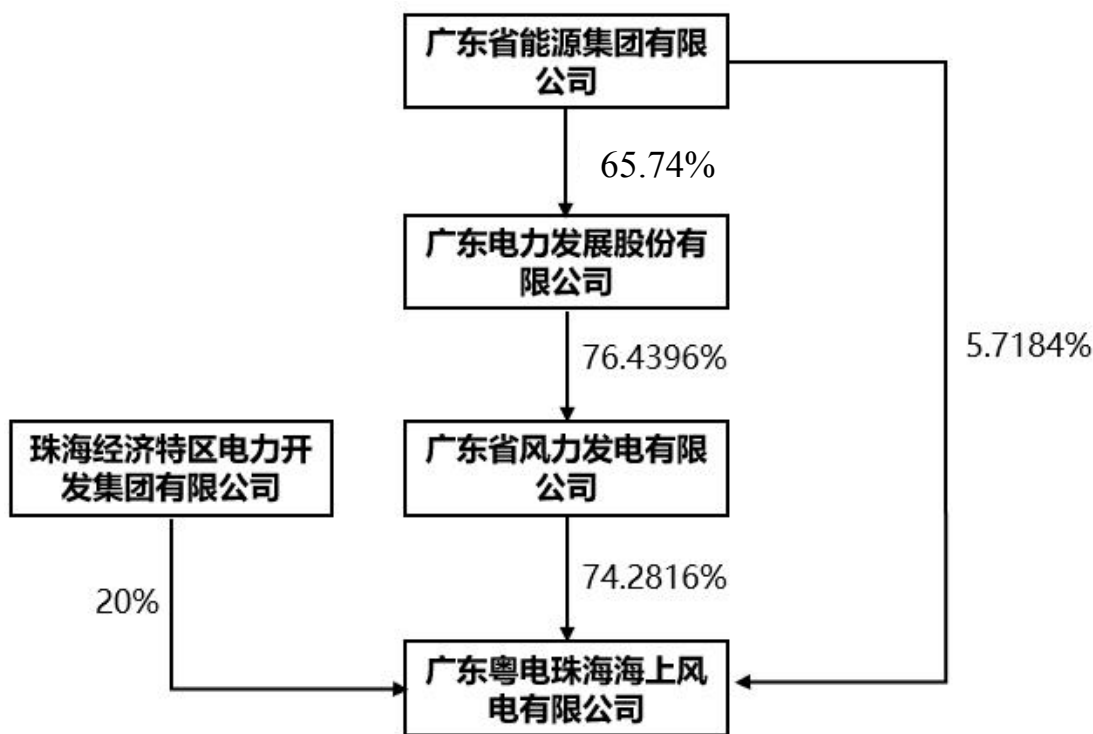 广东省能源集团有限
公司
65.74%
广东电力发展股份有
限公司
76.4396%
5.7184%
珠海经济特区电力开
发集团有限公司
广东省风力发电有限
公司
74.2816%
20%
广东粤电珠海海上风
电有限公司